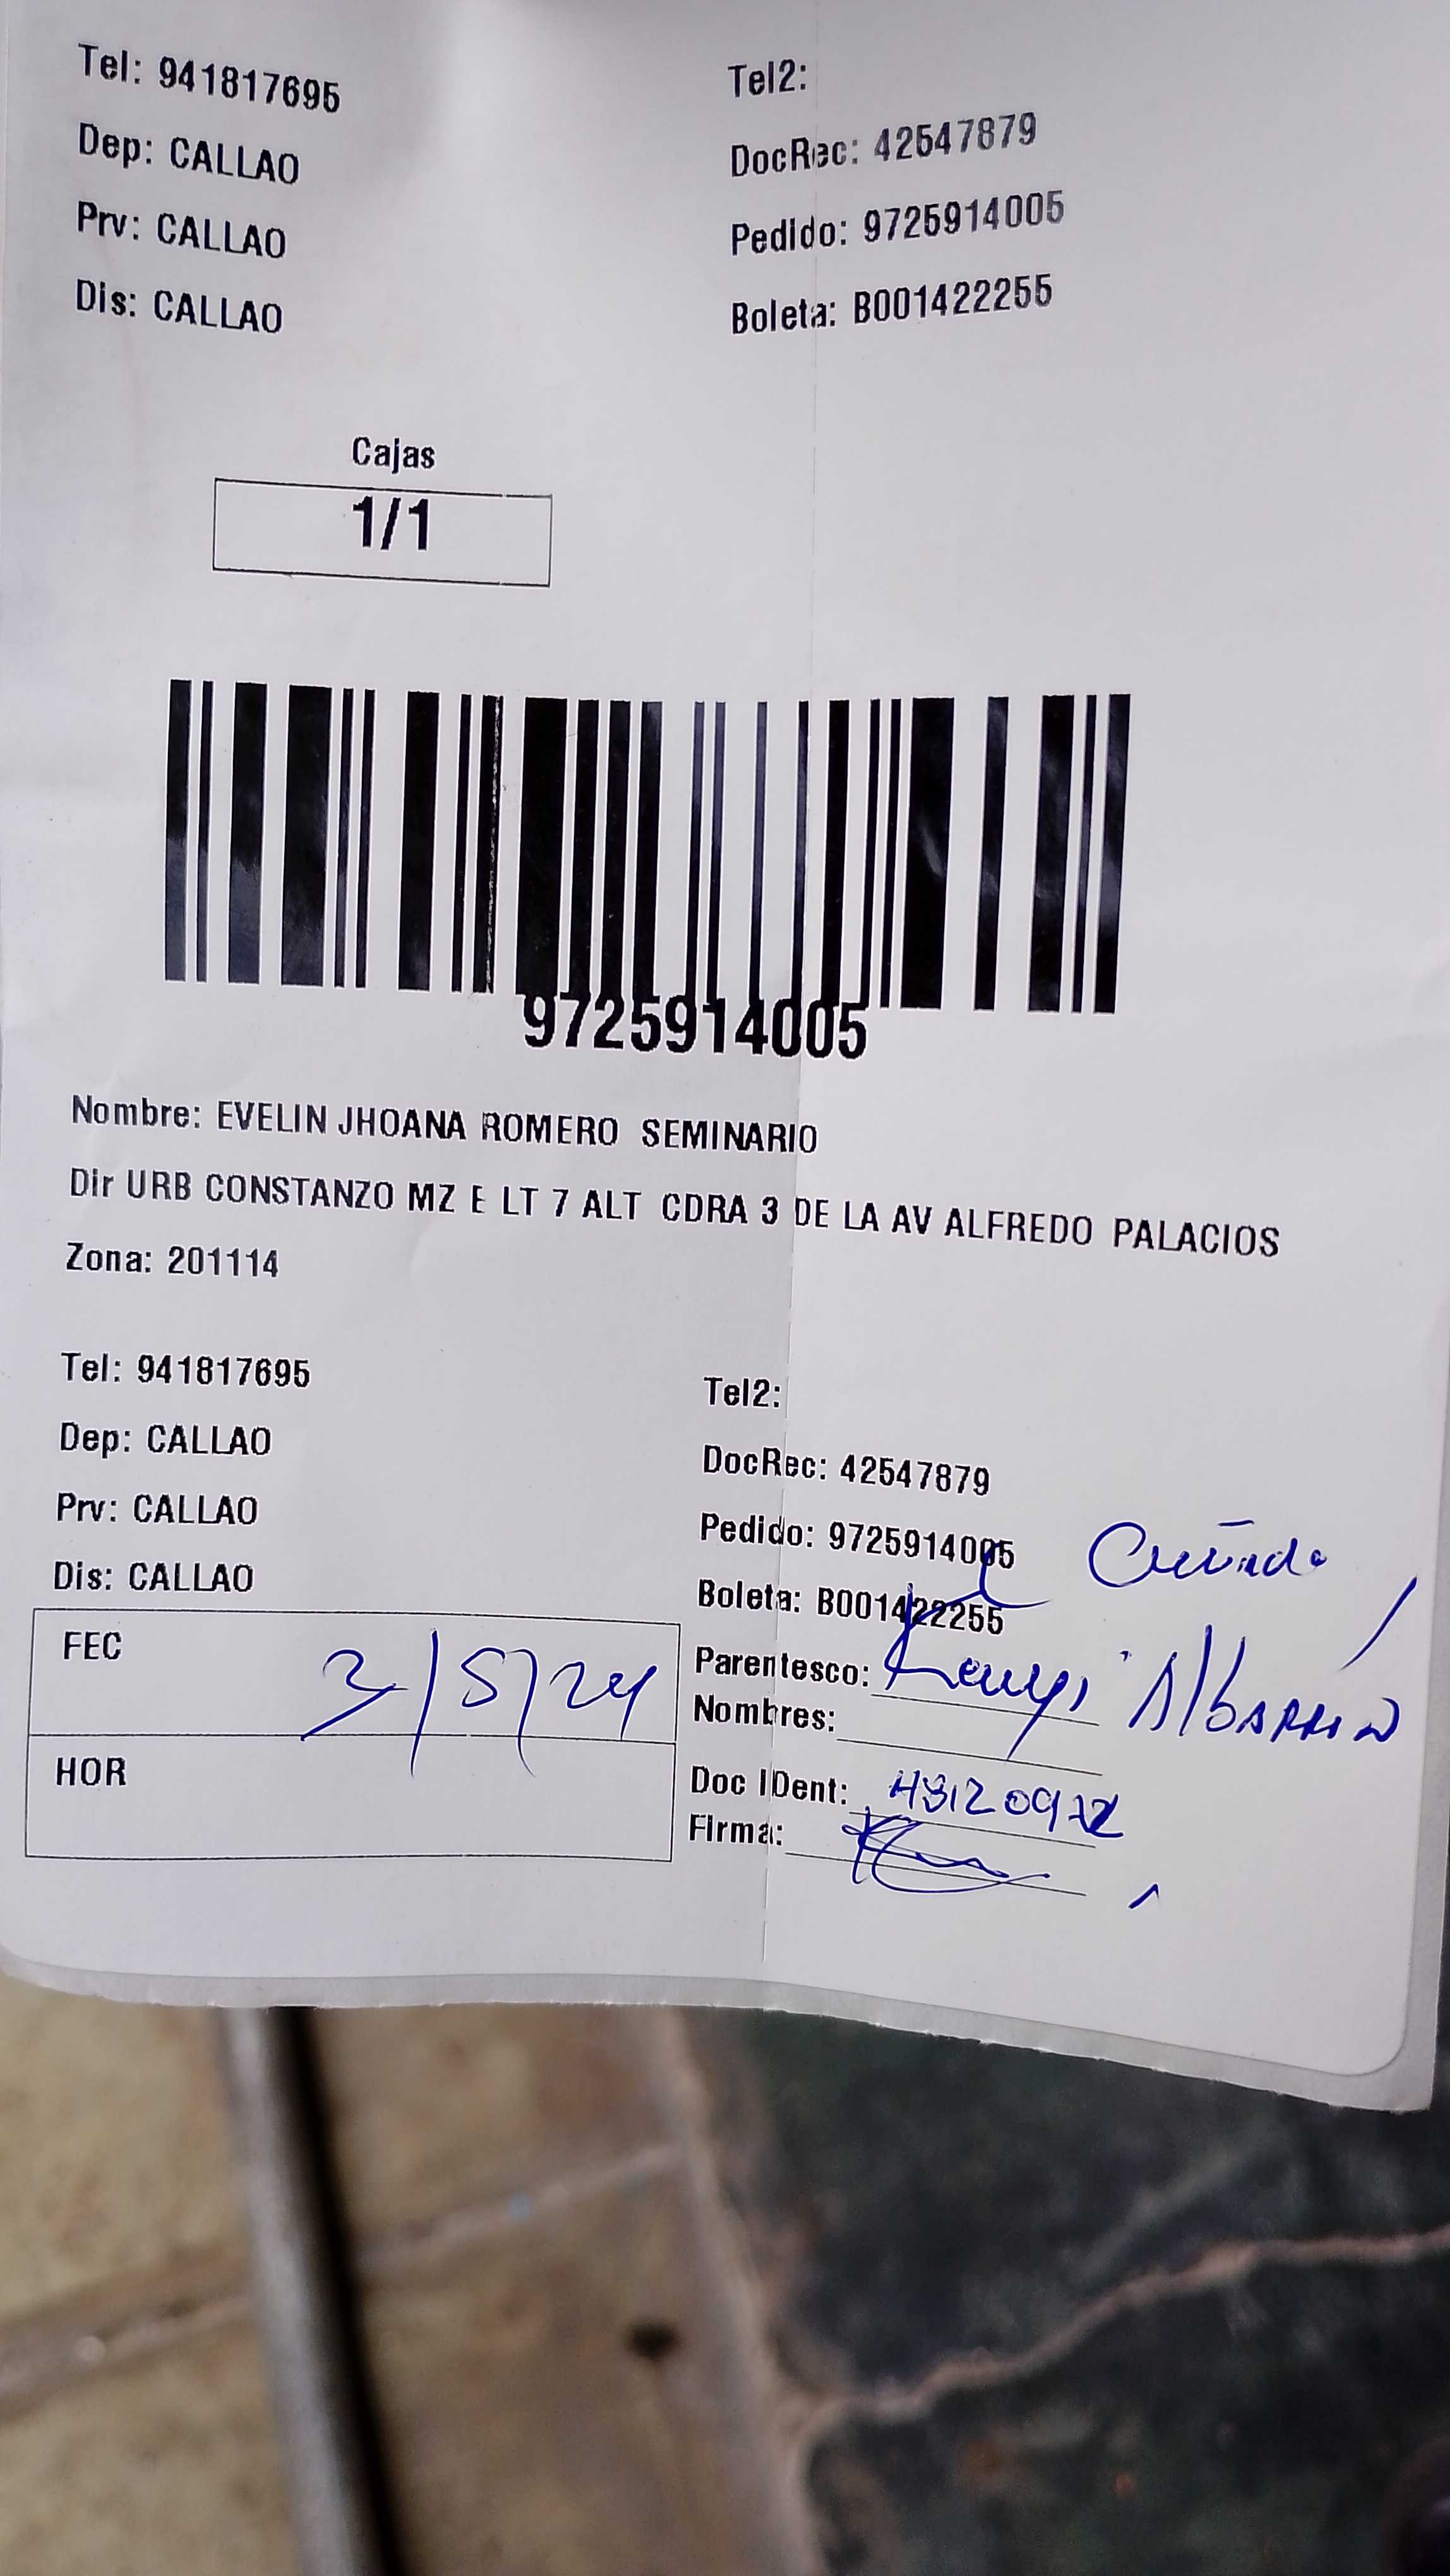 Tel: 941817695
Tel2:
Dep: CALLAO
DocRec: 42547879
Prv: CALLAO
Pedido: 9725914005
Dis: CALLAO
Boleta: B001422255
Cajas
1/1
9725914005
Nombre: EVELIN JHOANA ROMERO SEMINARIO
Dir URB CONSTANZO MZ E LT 7 ALT CDRA 3 DE LA AV ALFREDO PALACIOS
Zona: 201114
Tel: 941817695
Tel2:
Dep: CALLAO
DocRec: 42547879
Prv: CALLAO
Pedido: 9725914005 Cuñada
Dis: CALLAO
Boleta: B001422255
FEC 3/5/24
Parentesco: Albarrin
Nombres:
HOR
Doc IDent:
Firma: